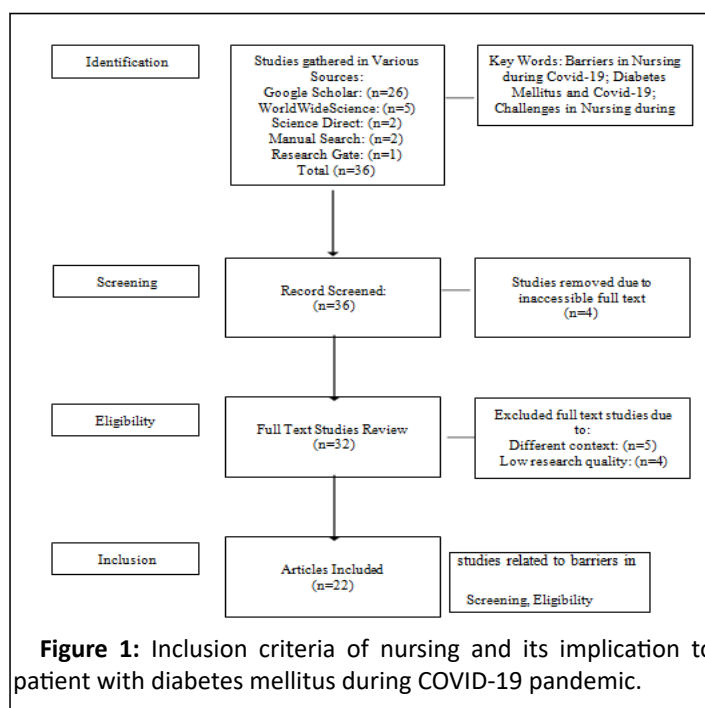 Identification
Studies gathered in Various
Sources:
Google Scholar: (n=26)
WorldWideScience: (n=5)
Science Direct: (n=2)
Manual Search: (n=2)
Research Gate: (n=1)
Total (n=36)
Key Words: Barriers in Nursing
during Covid-19; Diabetes
Mellitus and Covid-19;
Challenges in Nursing during
Screening
Record Screened:
(n=36)
Studies removed due to
inaccessible full text
(n=4)
Eligibility
Full Text Studies Review
(n=32)
Excluded full text studies due
to:
Different context: (n=5)
Low research quality: (n=4)
Inclusion
Articles Included
(n=22)
studies related to barriers in
Screening, Eligibility
Figure 1: Inclusion criteria of nursing and its implication to
patient with diabetes mellitus during COVID-19 pandemic.